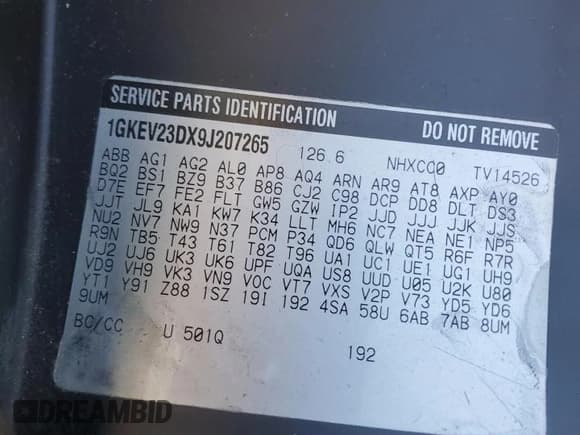 SERVICE PARTS IDENTIFICATION DO NOT REMOVE
1GKEV23DX9J207265 126.6 NHXCC0 TV14526
ABB AG1 AG2 AL0 AP8 AQ4 ARN AR9 AT8 AXP AY0
BQ2 BS1 BZ9 B37 B86 CJ2 C98 DCP DD8 DLT DS3
D7E EF7 FE2 FLT GW5 GZW IP2 JJD JJJ JJK JJS
JJT JL9 KA1 KW7 K34 LLT MH6 NC7 NEA NE1 NP5
NU2 NV7 NW9 N37 PCM P34 QD6 QLW QT5 R6F R7R
R9N TB5 T43 T61 T82 T96 UA1 UC1 UE1 UG1 UH9
UJ2 UJ6 UK3 UK6 UPF UQA US8 UUD U05 U2K U80
VD9 VH9 VK3 VN9 VOC VT7 VXS V2P V73 YD5 YD6
YT1 Y91 Z88 1SZ 19I 192 4SA 58U 6AB 7AB 8UM
9UM
BC/CC U 501Q 192
DREAMBID